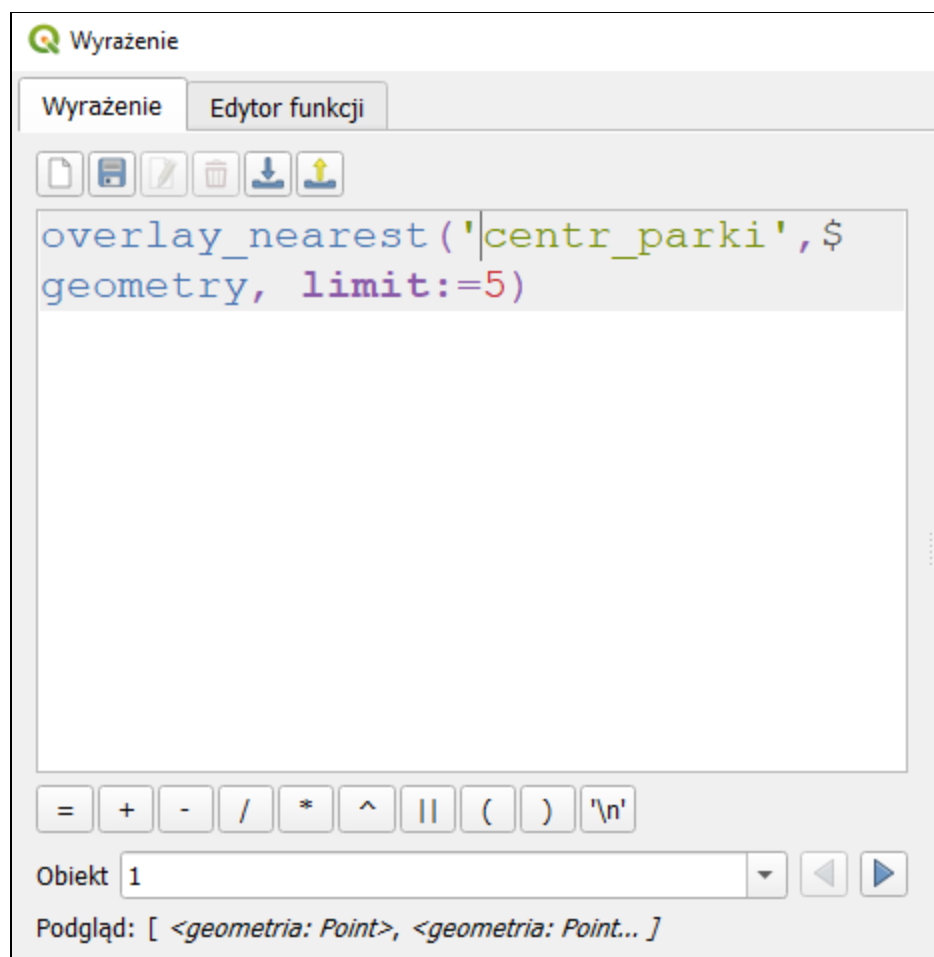 Wyrażenie
Wyrażenie Edytor funkcji
overlay_nearest('centr_parki',$
geometry, limit:=5)
= + - / * ^ || ( ) '\n'
Obiekt 1
Podgląd: [ <geometria: Point>, <geometria: Point... ]